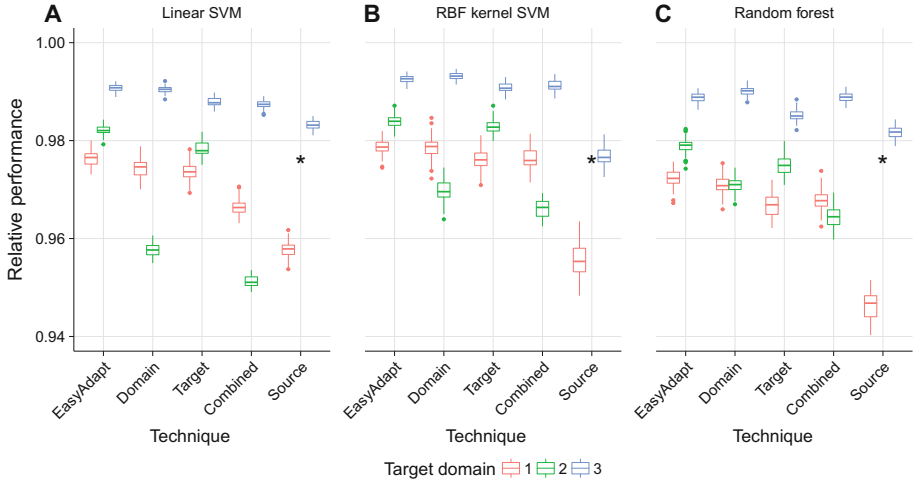 A Linear SVM
B RBF kernel SVM
C Random forest
Relative performance
1.00
0.98
0.96
0.94
*
*
*
EasyAdapt
Domain
Target
Combined
Source
EasyAdapt
Domain
Target
Combined
Source
EasyAdapt
Domain
Target
Combined
Source
Technique
Technique
Technique
Target domain 1 2 3